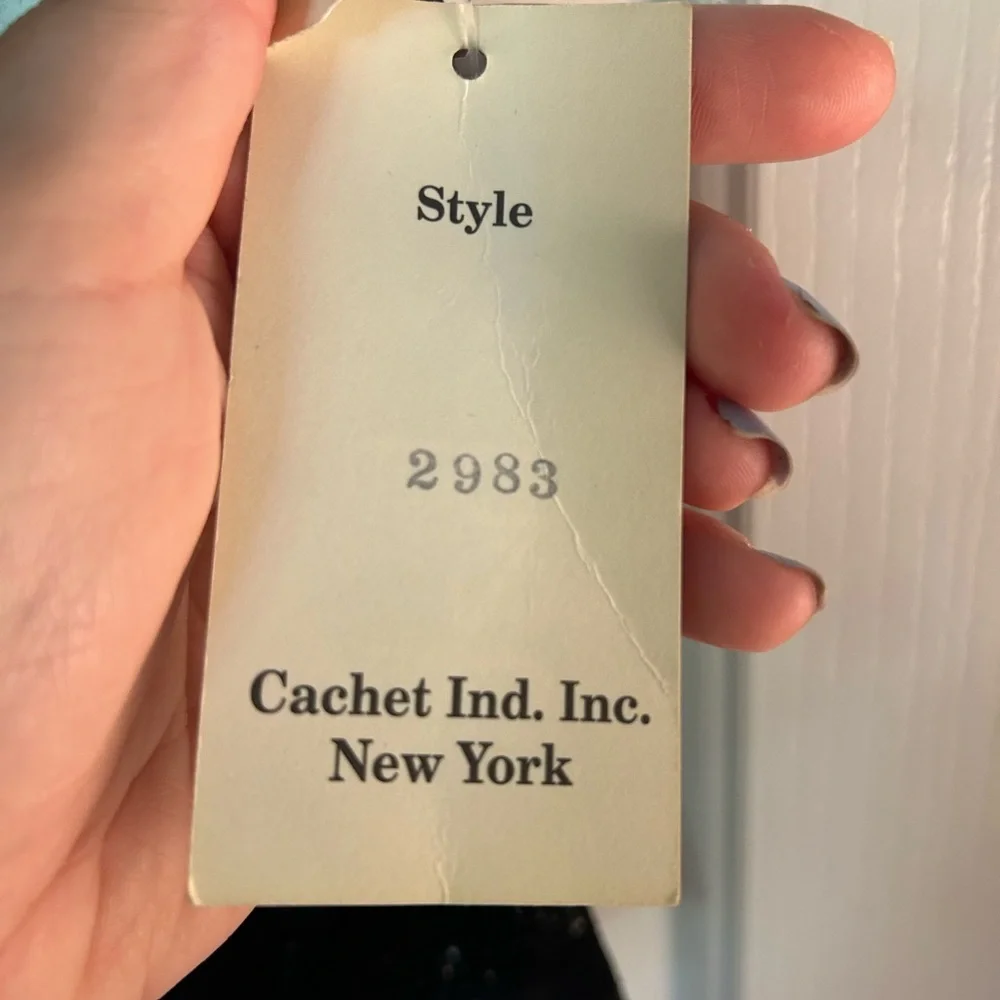 Style
2983
Cachet Ind. Inc.
New York